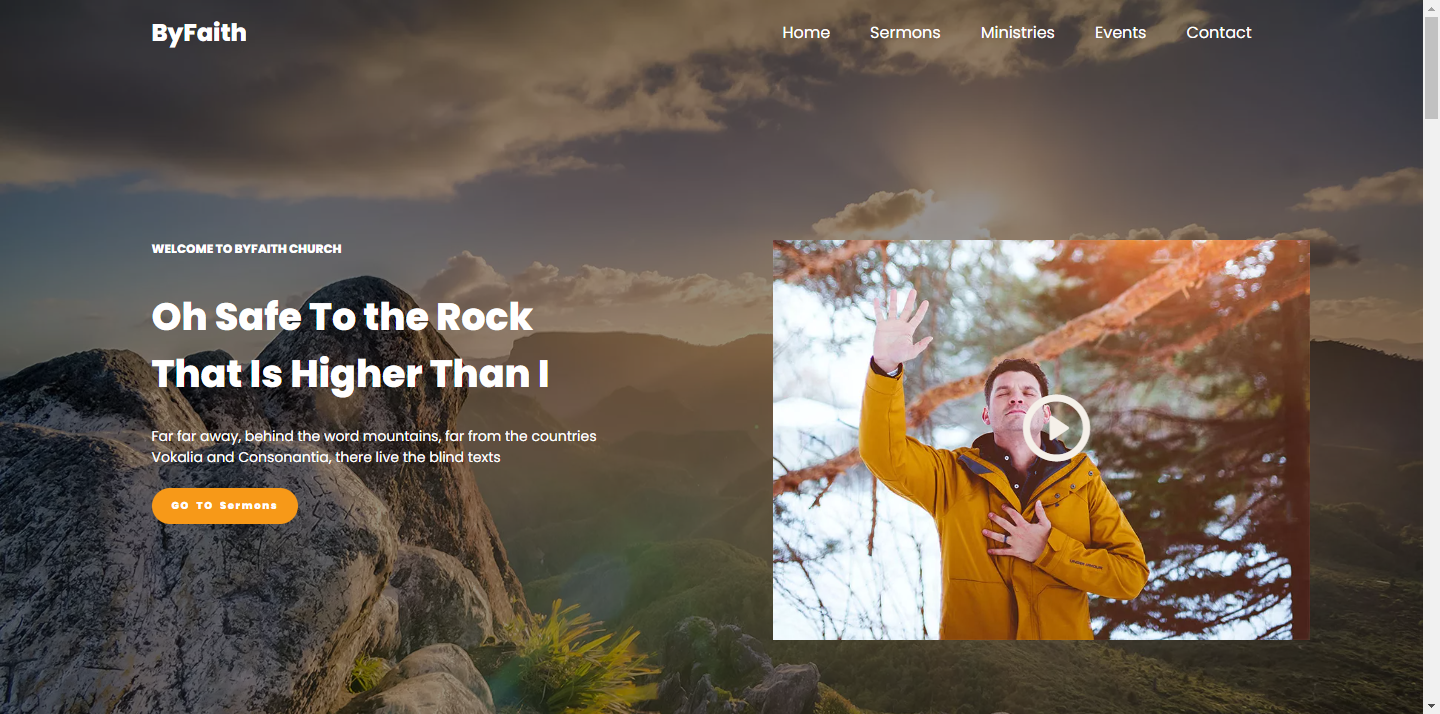 ByFaith
Home Sermons Ministries Events Contact
WELCOME TO BYFAITH CHURCH
Oh Safe To the Rock
That Is Higher Than I
Far far away, behind the word mountains, far from the countries
Vokalia and Consonantia, there live the blind texts
GO TO Sermons